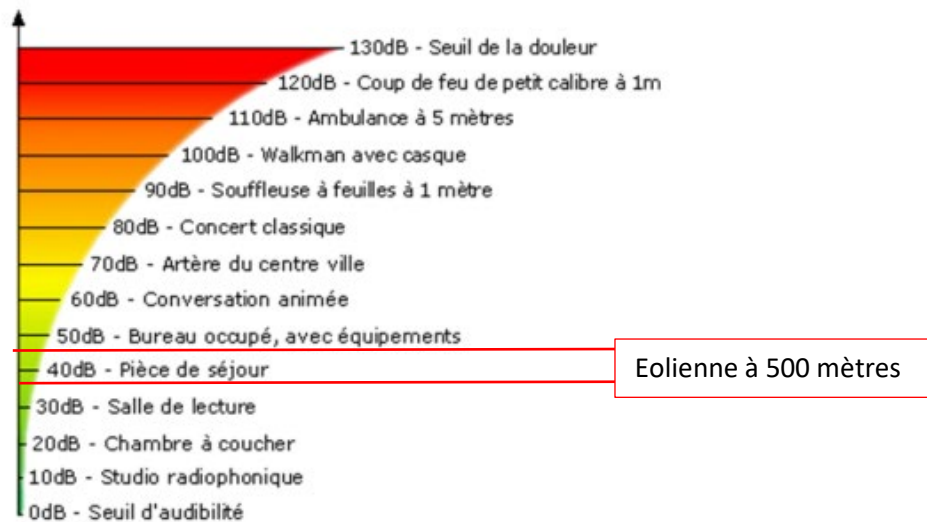 130dB - Seuil de la douleur
120dB - Coup de feu de petit calibre à 1m
110dB - Ambulance à 5 mètres
100dB - Walkman avec casque
90dB - Souffleuse à feuilles à 1 mètre
80dB - Concert classique
70dB - Artère du centre ville
60dB - Conversation animée
50dB - Bureau occupé, avec équipements
40dB - Pièce de séjour
Eolienne à 500 mètres
30dB - Salle de lecture
20dB - Chambre à coucher
10dB - Studio radiophonique
0dB - Seuil d'audibilité